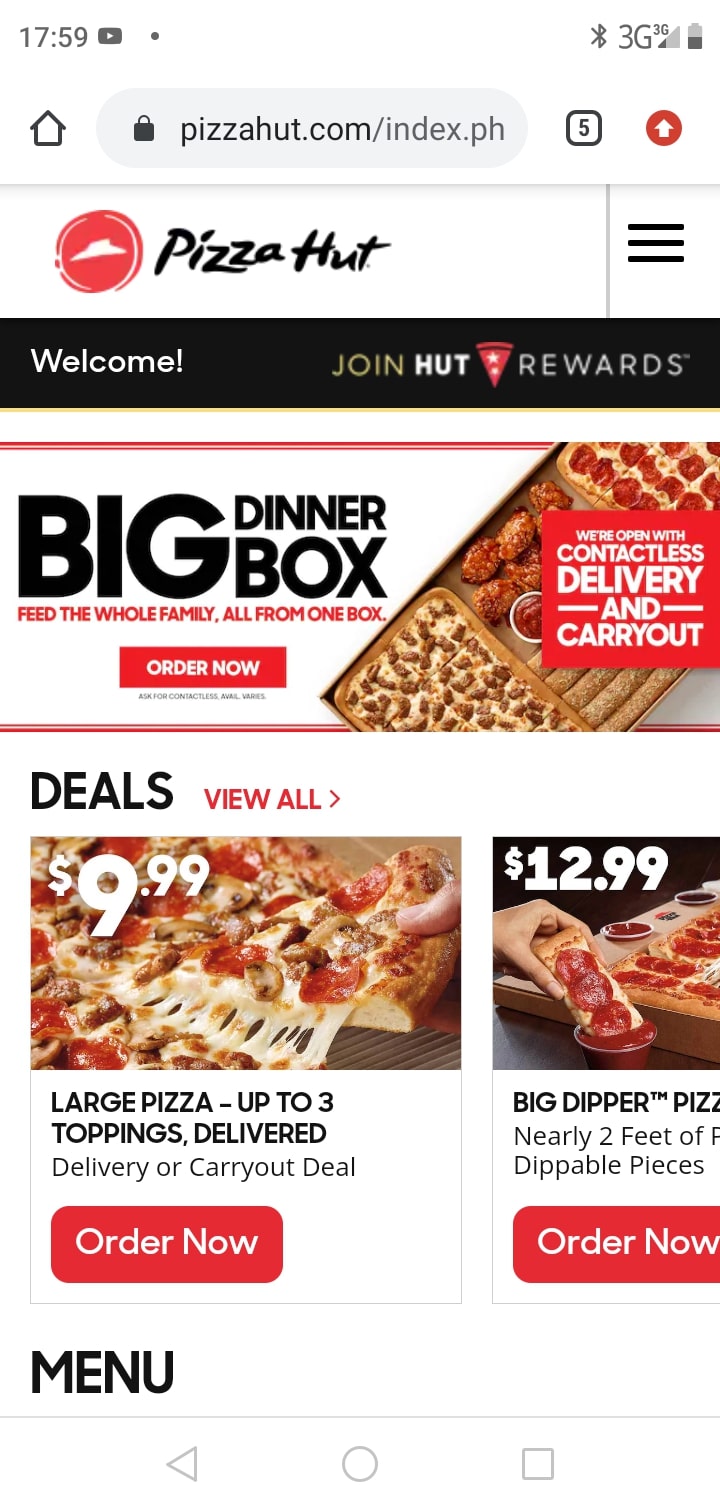 17:59
3G 3G
pizzahut.com/index.ph
5
Pizza Hut
Welcome!
JOIN HUT REWARDS™
BIG DINNER BOX
FEED THE WHOLE FAMILY, ALL FROM ONE BOX.
ORDER NOW
ASK FOR CONTACTLESS, AVAIL. VARIES.
WE'RE OPEN WITH
CONTACTLESS
DELIVERY
AND
CARRYOUT
DEALS VIEW ALL >
$9.99
LARGE PIZZA – UP TO 3
TOPPINGS, DELIVERED
Delivery or Carryout Deal
Order Now
$12.99
BIG DIPPER™ PIZZ
Nearly 2 Feet of P
Dippable Pieces
Order Now
MENU